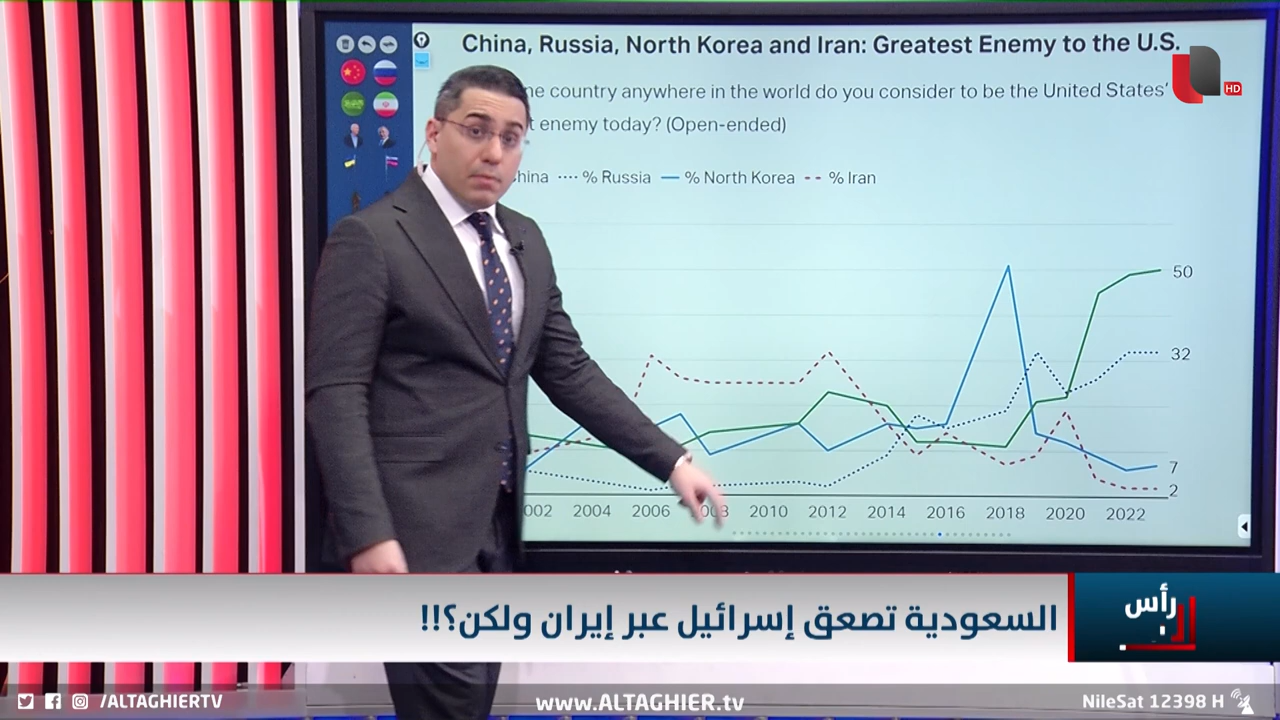 China, Russia, North Korea and Iran: Greatest Enemy to the U.S.
country anywhere in the world do you consider to be the United States'
enemy today? (Open-ended)
% Russia % North Korea % Iran
HD
50
32
7
2
2004 2006 2008 2010 2012 2014 2016 2018 2020 2022
السعودية تصعق إسرائيل عبر إيران ولكن؟!!
رأس
/ALTAGHIERTV
www.ALTAGHIER.tv
NileSat 12398 H